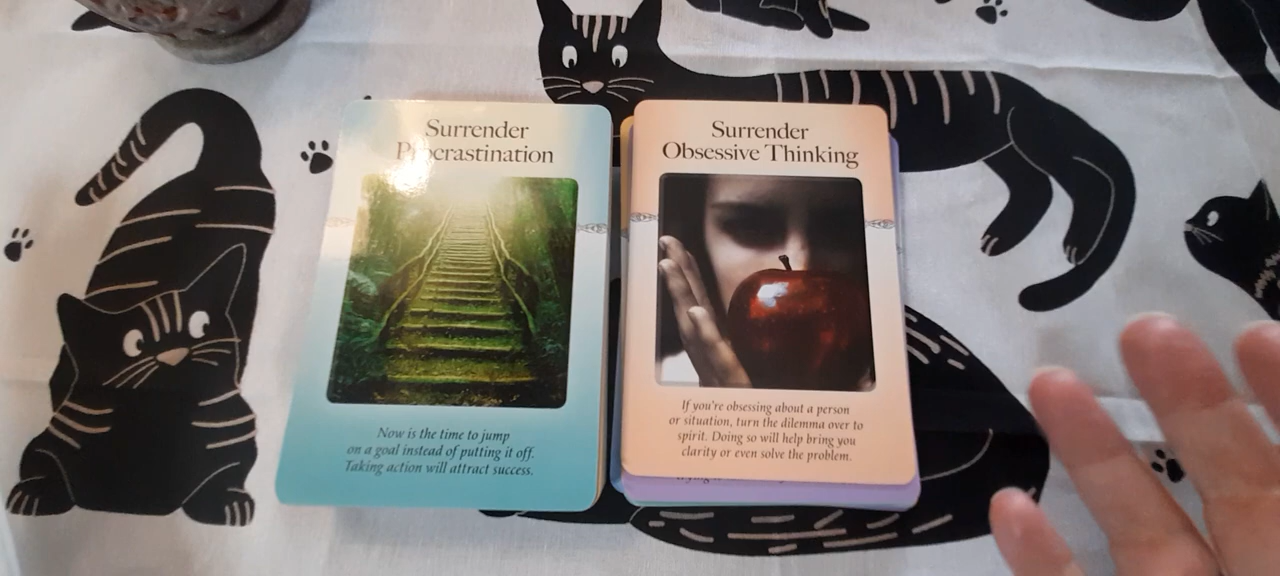 Surrender
Procrastination
Now is the time to jump
on a goal instead of putting it off.
Taking action will attract success.
Surrender
Obsessive Thinking
If you're obsessing about a person
or situation, turn the dilemma over to
spirit. Doing so will help bring you
clarity or even solve the problem.